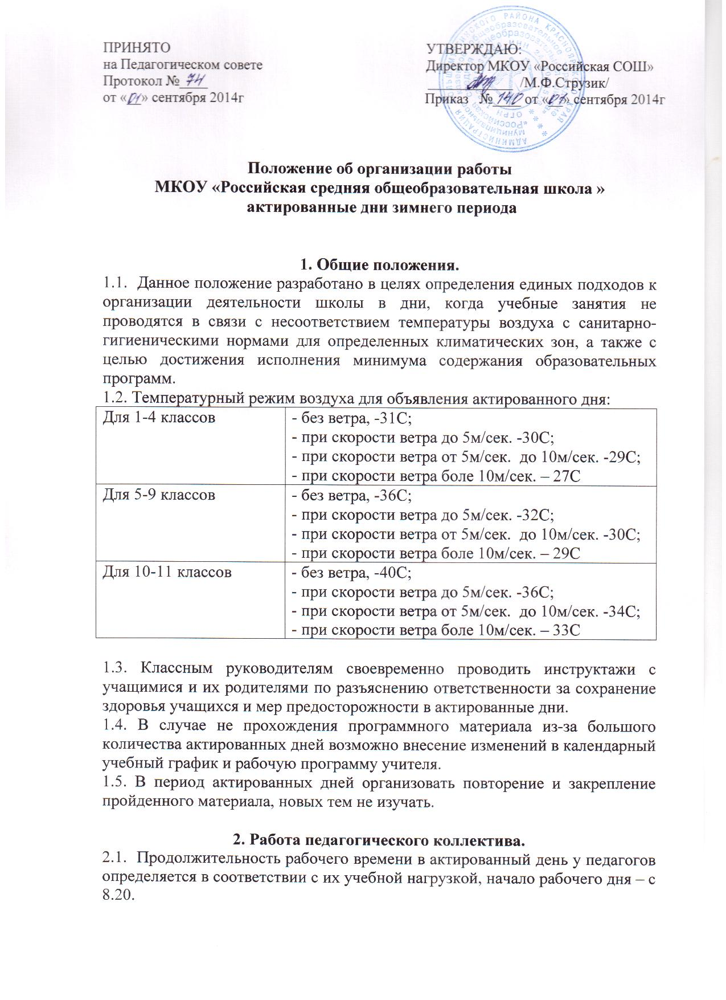 ПРИНЯТО
на Педагогическом совете
Протокол № 74
от «01» сентября 2014г
УТВЕРЖДАЮ:
Директор МКОУ «Российская СОШ»
/М.Ф.Струзик/
Приказ № 140 от «01» сентября 2014г
Положение об организации работы
МКОУ «Российская средняя общеобразовательная школа »
актированные дни зимнего периода
1. Общие положения.
1.1. Данное положение разработано в целях определения единых подходов к
организации деятельности школы в дни, когда учебные занятия не
проводятся в связи с несоответствием температуры воздуха с санитарно-
гигиеническими нормами для определенных климатических зон, а также с
целью достижения исполнения минимума содержания образовательных
программ.
1.2. Температурный режим воздуха для объявления актированного дня:
Для 1-4 классов
- без ветра, -31С;
- при скорости ветра до 5м/сек. -30С;
- при скорости ветра от 5м/сек. до 10м/сек. -29С;
- при скорости ветра боле 10м/сек. – 27С
Для 5-9 классов
- без ветра, -36С;
- при скорости ветра до 5м/сек. -32С;
- при скорости ветра от 5м/сек. до 10м/сек. -30С;
- при скорости ветра боле 10м/сек. – 29С
Для 10-11 классов
- без ветра, -40С;
- при скорости ветра до 5м/сек. -36С;
- при скорости ветра от 5м/сек. до 10м/сек. -34С;
- при скорости ветра боле 10м/сек. – 33С
1.3. Классным руководителям своевременно проводить инструктажи с
учащимися и их родителями по разъяснению ответственности за сохранение
здоровья учащихся и мер предосторожности в актированные дни.
1.4. В случае не прохождения программного материала из-за большого
количества актированных дней возможно внесение изменений в календарный
учебный график и рабочую программу учителя.
1.5. В период актированных дней организовать повторение и закрепление
пройденного материала, новых тем не изучать.
2. Работа педагогического коллектива.
2.1. Продолжительность рабочего времени в актированный день у педагогов
определяется в соответствии с их учебной нагрузкой, начало рабочего дня – с
8.20.